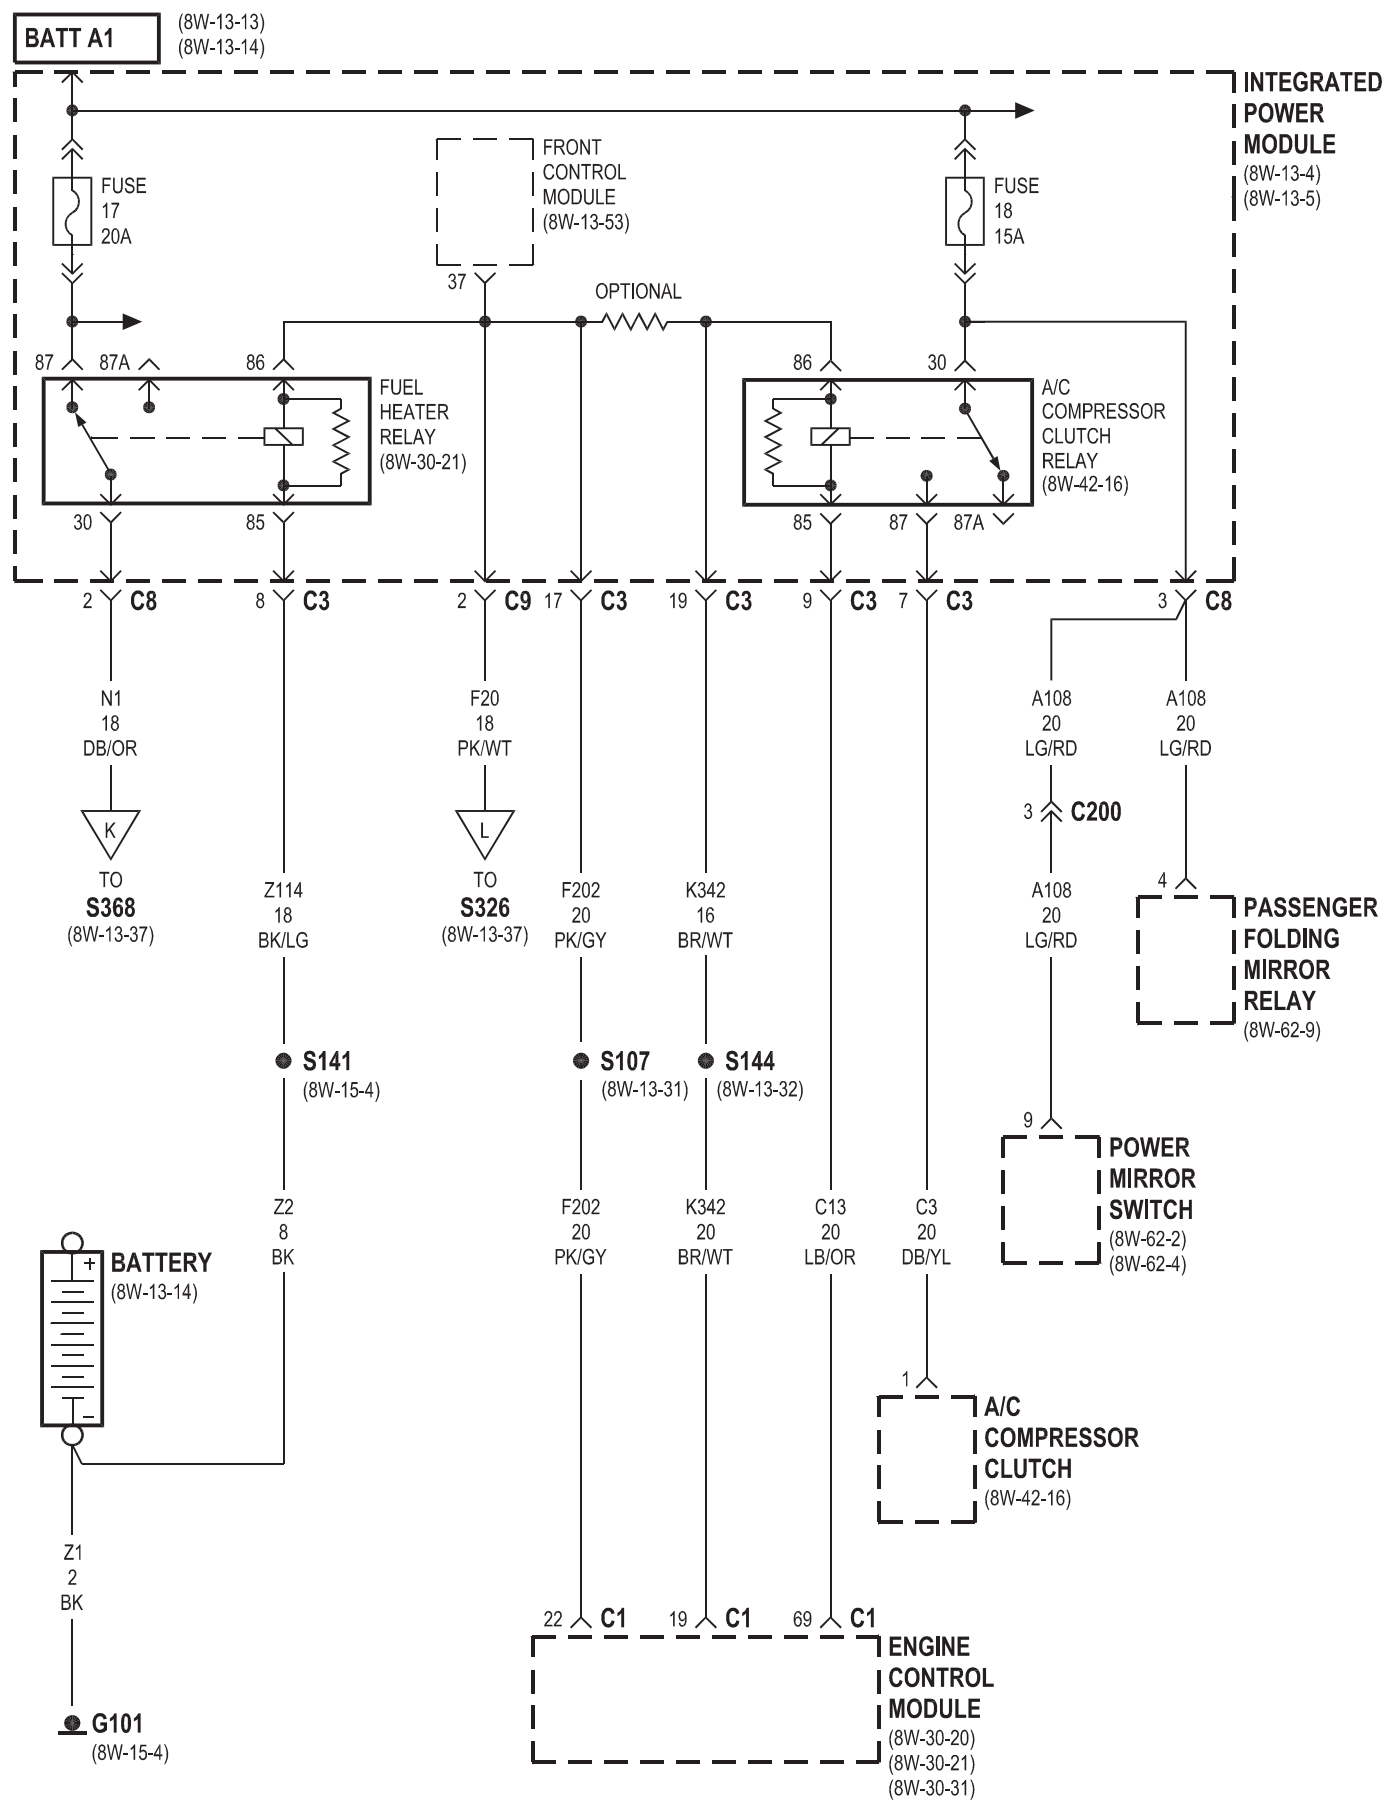 BATT A1
(8W-13-13)
(8W-13-14)
INTEGRATED
POWER
MODULE
(8W-13-4)
(8W-13-5)
FUSE
17
20A
FRONT
CONTROL
MODULE
(8W-13-53)
37
FUSE
18
15A
OPTIONAL
87
87A
86
86
30
FUEL
HEATER
RELAY
(8W-30-21)
A/C
COMPRESSOR
CLUTCH
RELAY
(8W-42-16)
30
85
85
87
87A
2 C8
8 C3
2 C9
17 C3
19 C3
9 C3
7 C3
3 C8
N1
18
DB/OR
F20
18
PK/WT
A108
20
LG/RD
A108
20
LG/RD
3 C200
K
TO
S368
(8W-13-37)
Z114
18
BK/LG
L
TO
S326
(8W-13-37)
F202
20
PK/GY
K342
16
BR/WT
A108
20
LG/RD
4
PASSENGER
FOLDING
MIRROR
RELAY
(8W-62-9)
S141
(8W-15-4)
S107
(8W-13-31)
S144
(8W-13-32)
9
POWER
MIRROR
SWITCH
(8W-62-2)
(8W-62-4)
Z2
8
BK
F202
20
PK/GY
K342
20
BR/WT
C13
20
LB/OR
C3
20
DB/YL
+
BATTERY
(8W-13-14)
−
1
A/C
COMPRESSOR
CLUTCH
(8W-42-16)
Z1
2
BK
G101
(8W-15-4)
22 C1
19 C1
69 C1
ENGINE
CONTROL
MODULE
(8W-30-20)
(8W-30-21)
(8W-30-31)